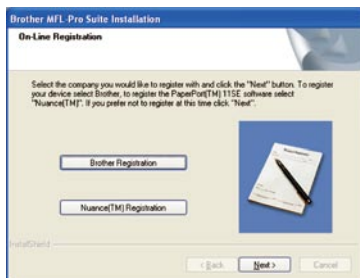 Brother MFL-Pro Suite Installation
On-Line Registration
Select the company you would like to register with and click the "Next" button. To register
your device select Brother, to register the PaperPort(TM) 11SE software select
"Nuance(TM)". If you prefer not to register at this time click "Next".
Brother Registration
Nuance(TM) Registration
InstallShield
< Back
Next >
Cancel